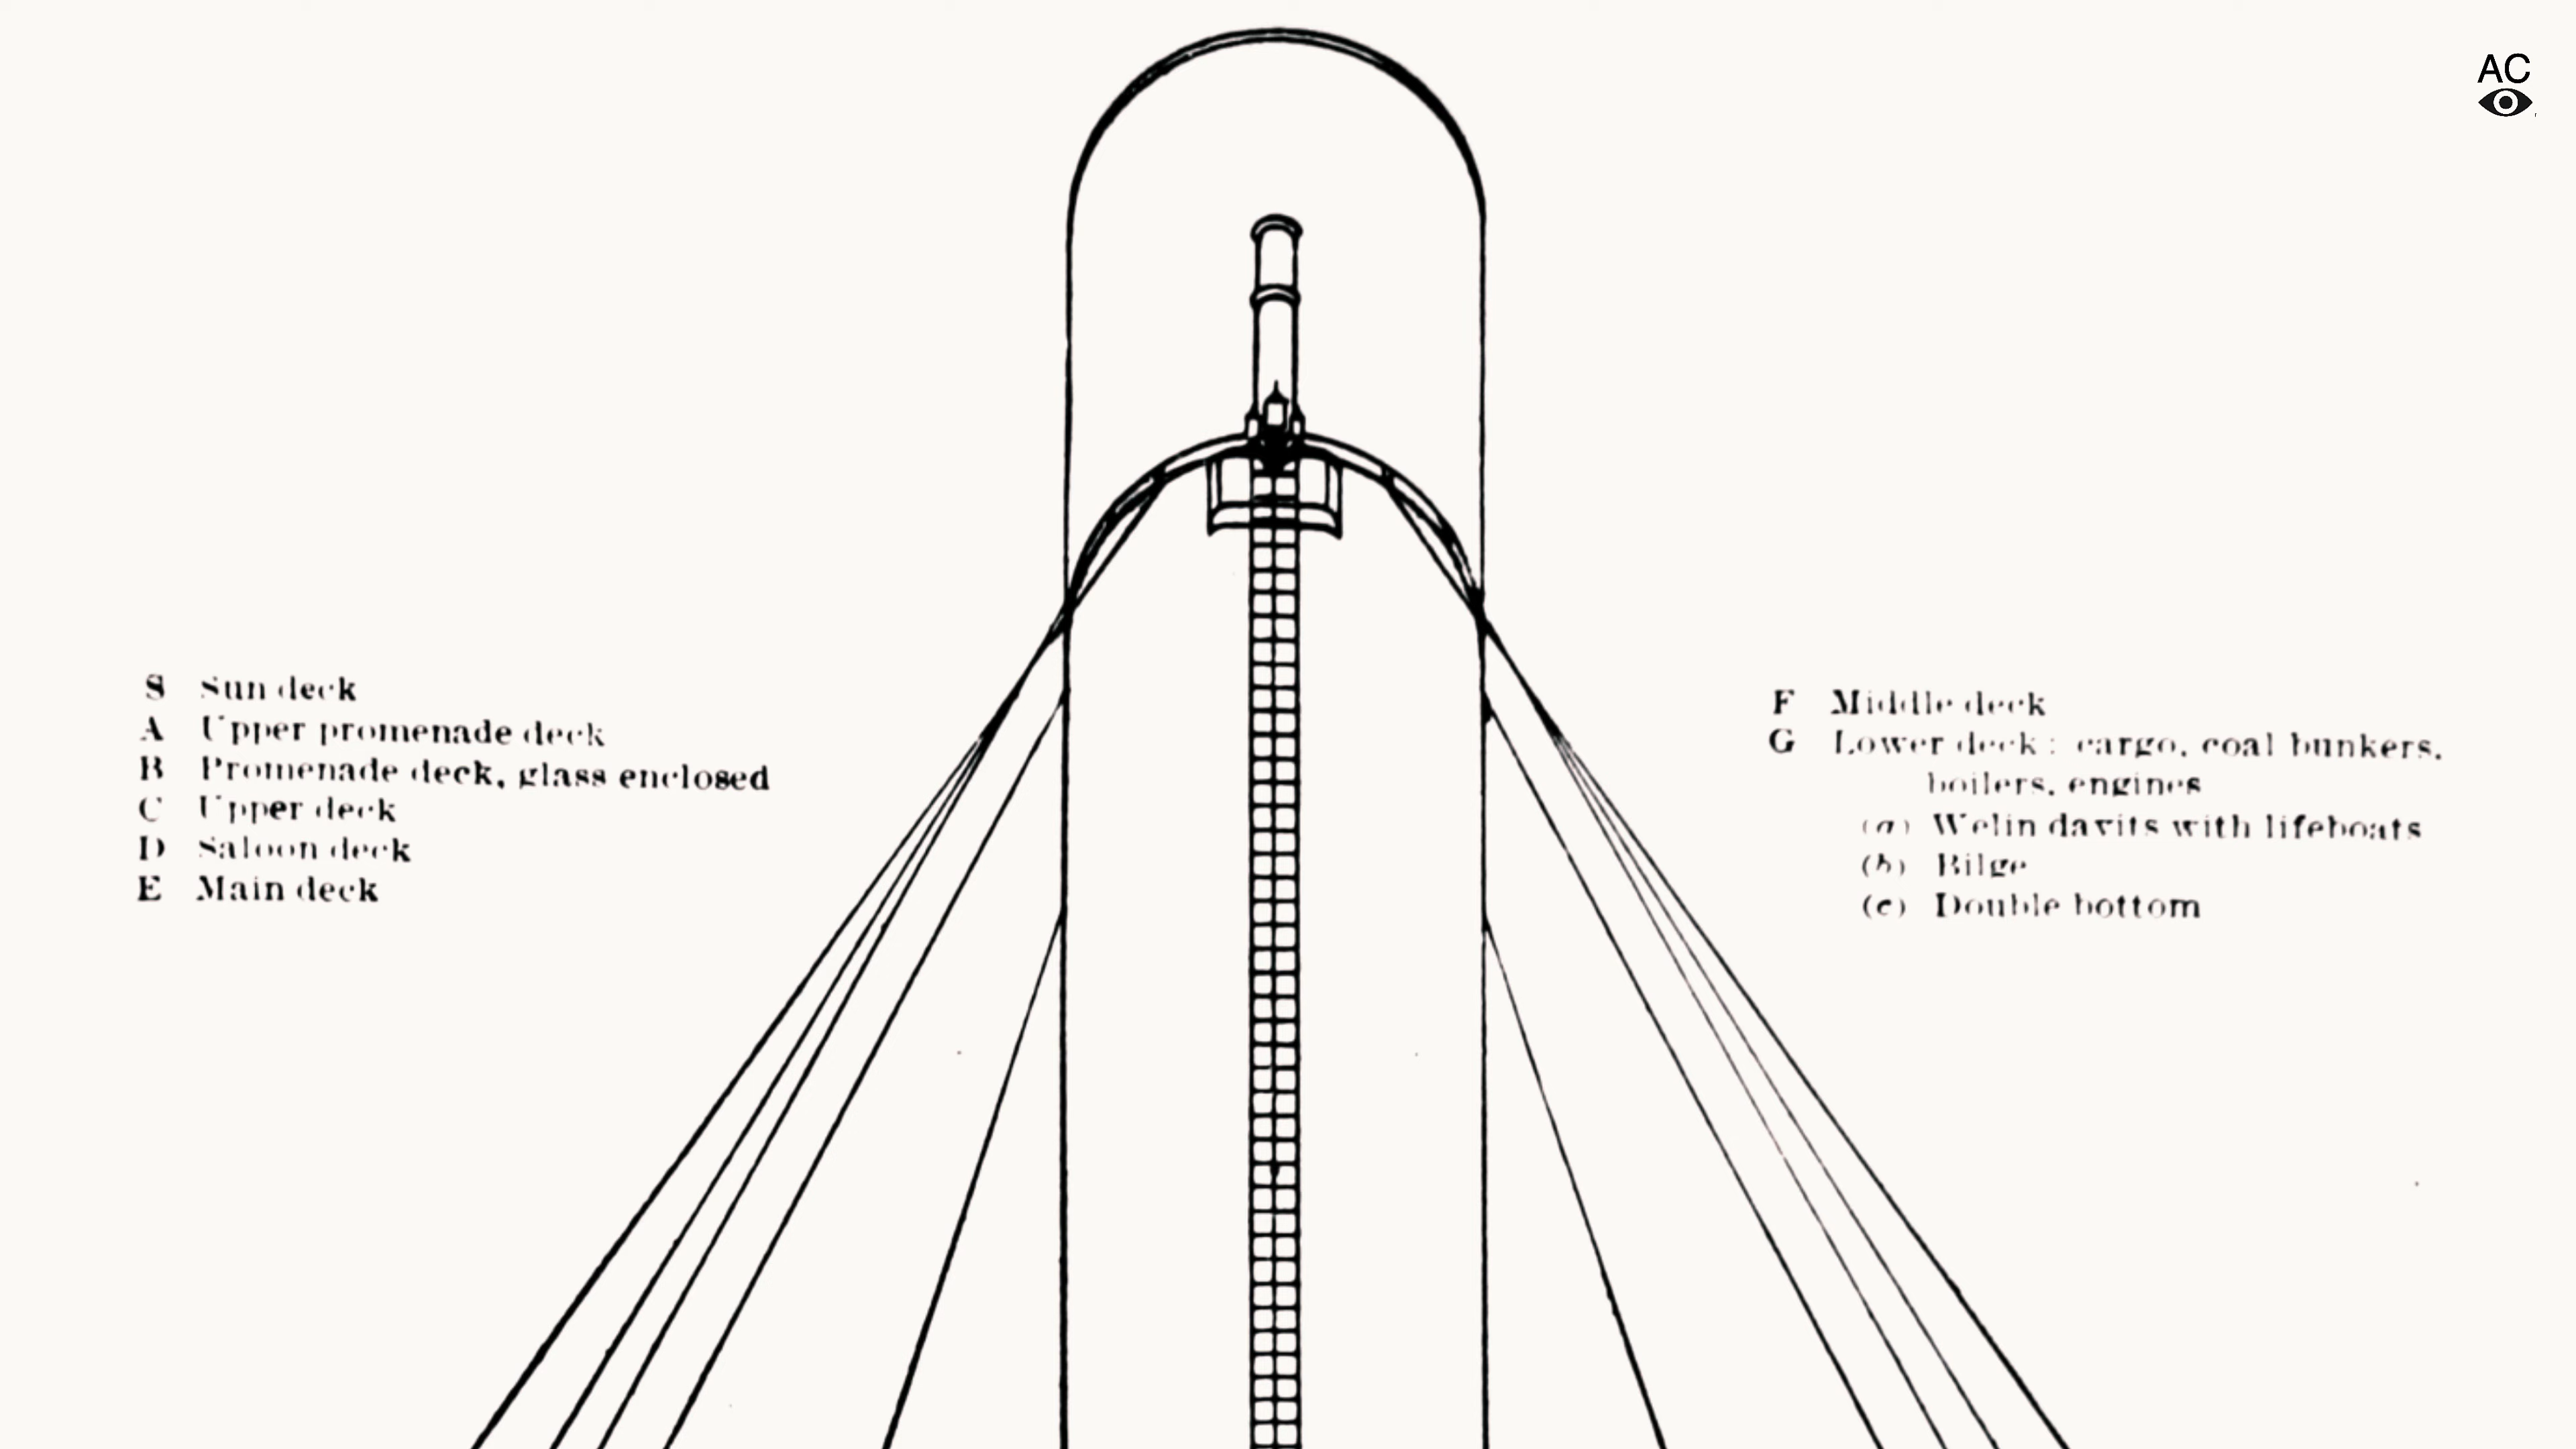 AC
S Sun deck
A Upper promenade deck
B Promenade deck, glass enclosed
C Upper deck
D Saloon deck
E Main deck
F Middle deck
G Lower deck : cargo, coal bunkers,
boilers, engines
(a) Welin davits with lifeboats
(b) Bilge
(c) Double bottom